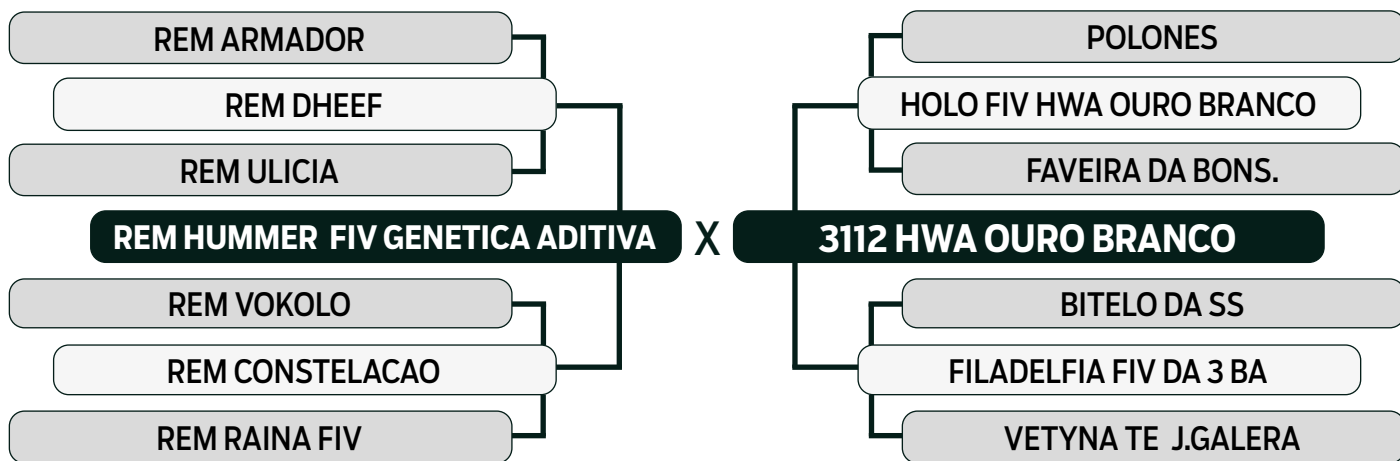 REM ARMADOR
REM DHEEF
REM ULICIA
REM HUMMER FIV GENETICA ADITIVA
REM VOKOLO
REM CONSTELACAO
REM RAINA FIV
X
POLONES
HOLO FIV HWA OURO BRANCO
FAVEIRA DA BONS.
3112 HWA OURO BRANCO
BITELO DA SS
FILADELFIA FIV DA 3 BA
VETYNA TE J.GALERA